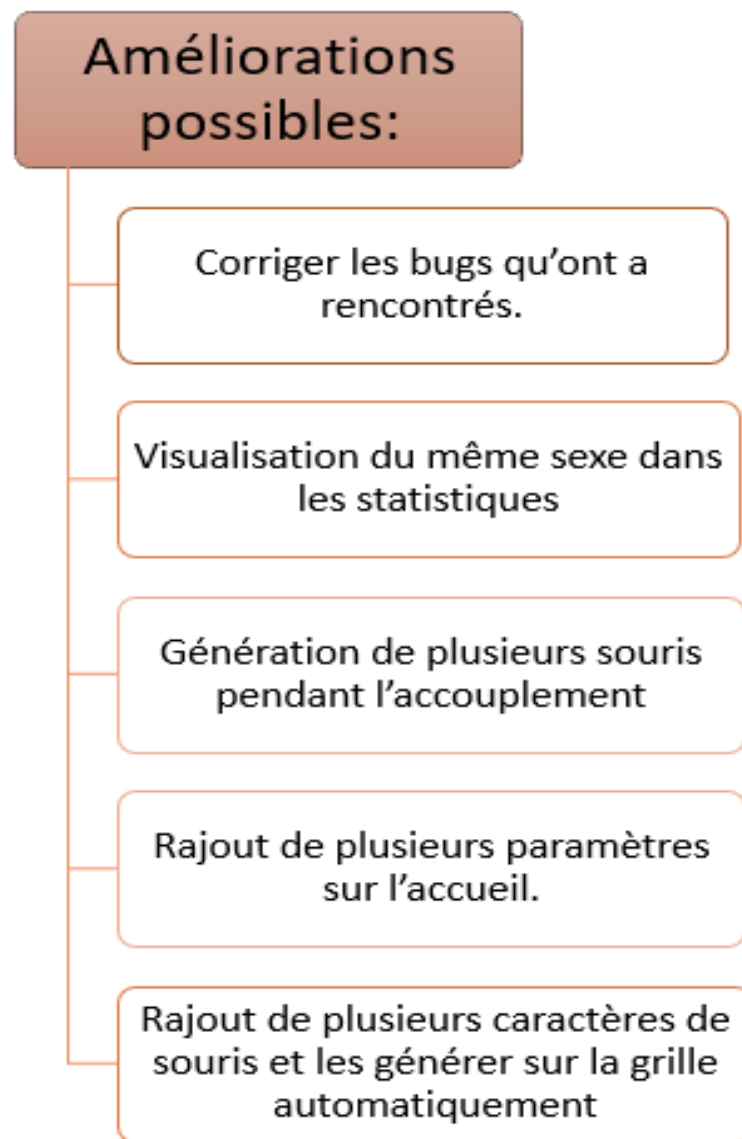 Améliorations
possibles:
Corriger les bugs qu’ont a
rencontrés.
Visualisation du même sexe dans
les statistiques
Génération de plusieurs souris
pendant l’accouplement
Rajout de plusieurs paramètres
sur l’accueil.
Rajout de plusieurs caractères de
souris et les générer sur la grille
automatiquement